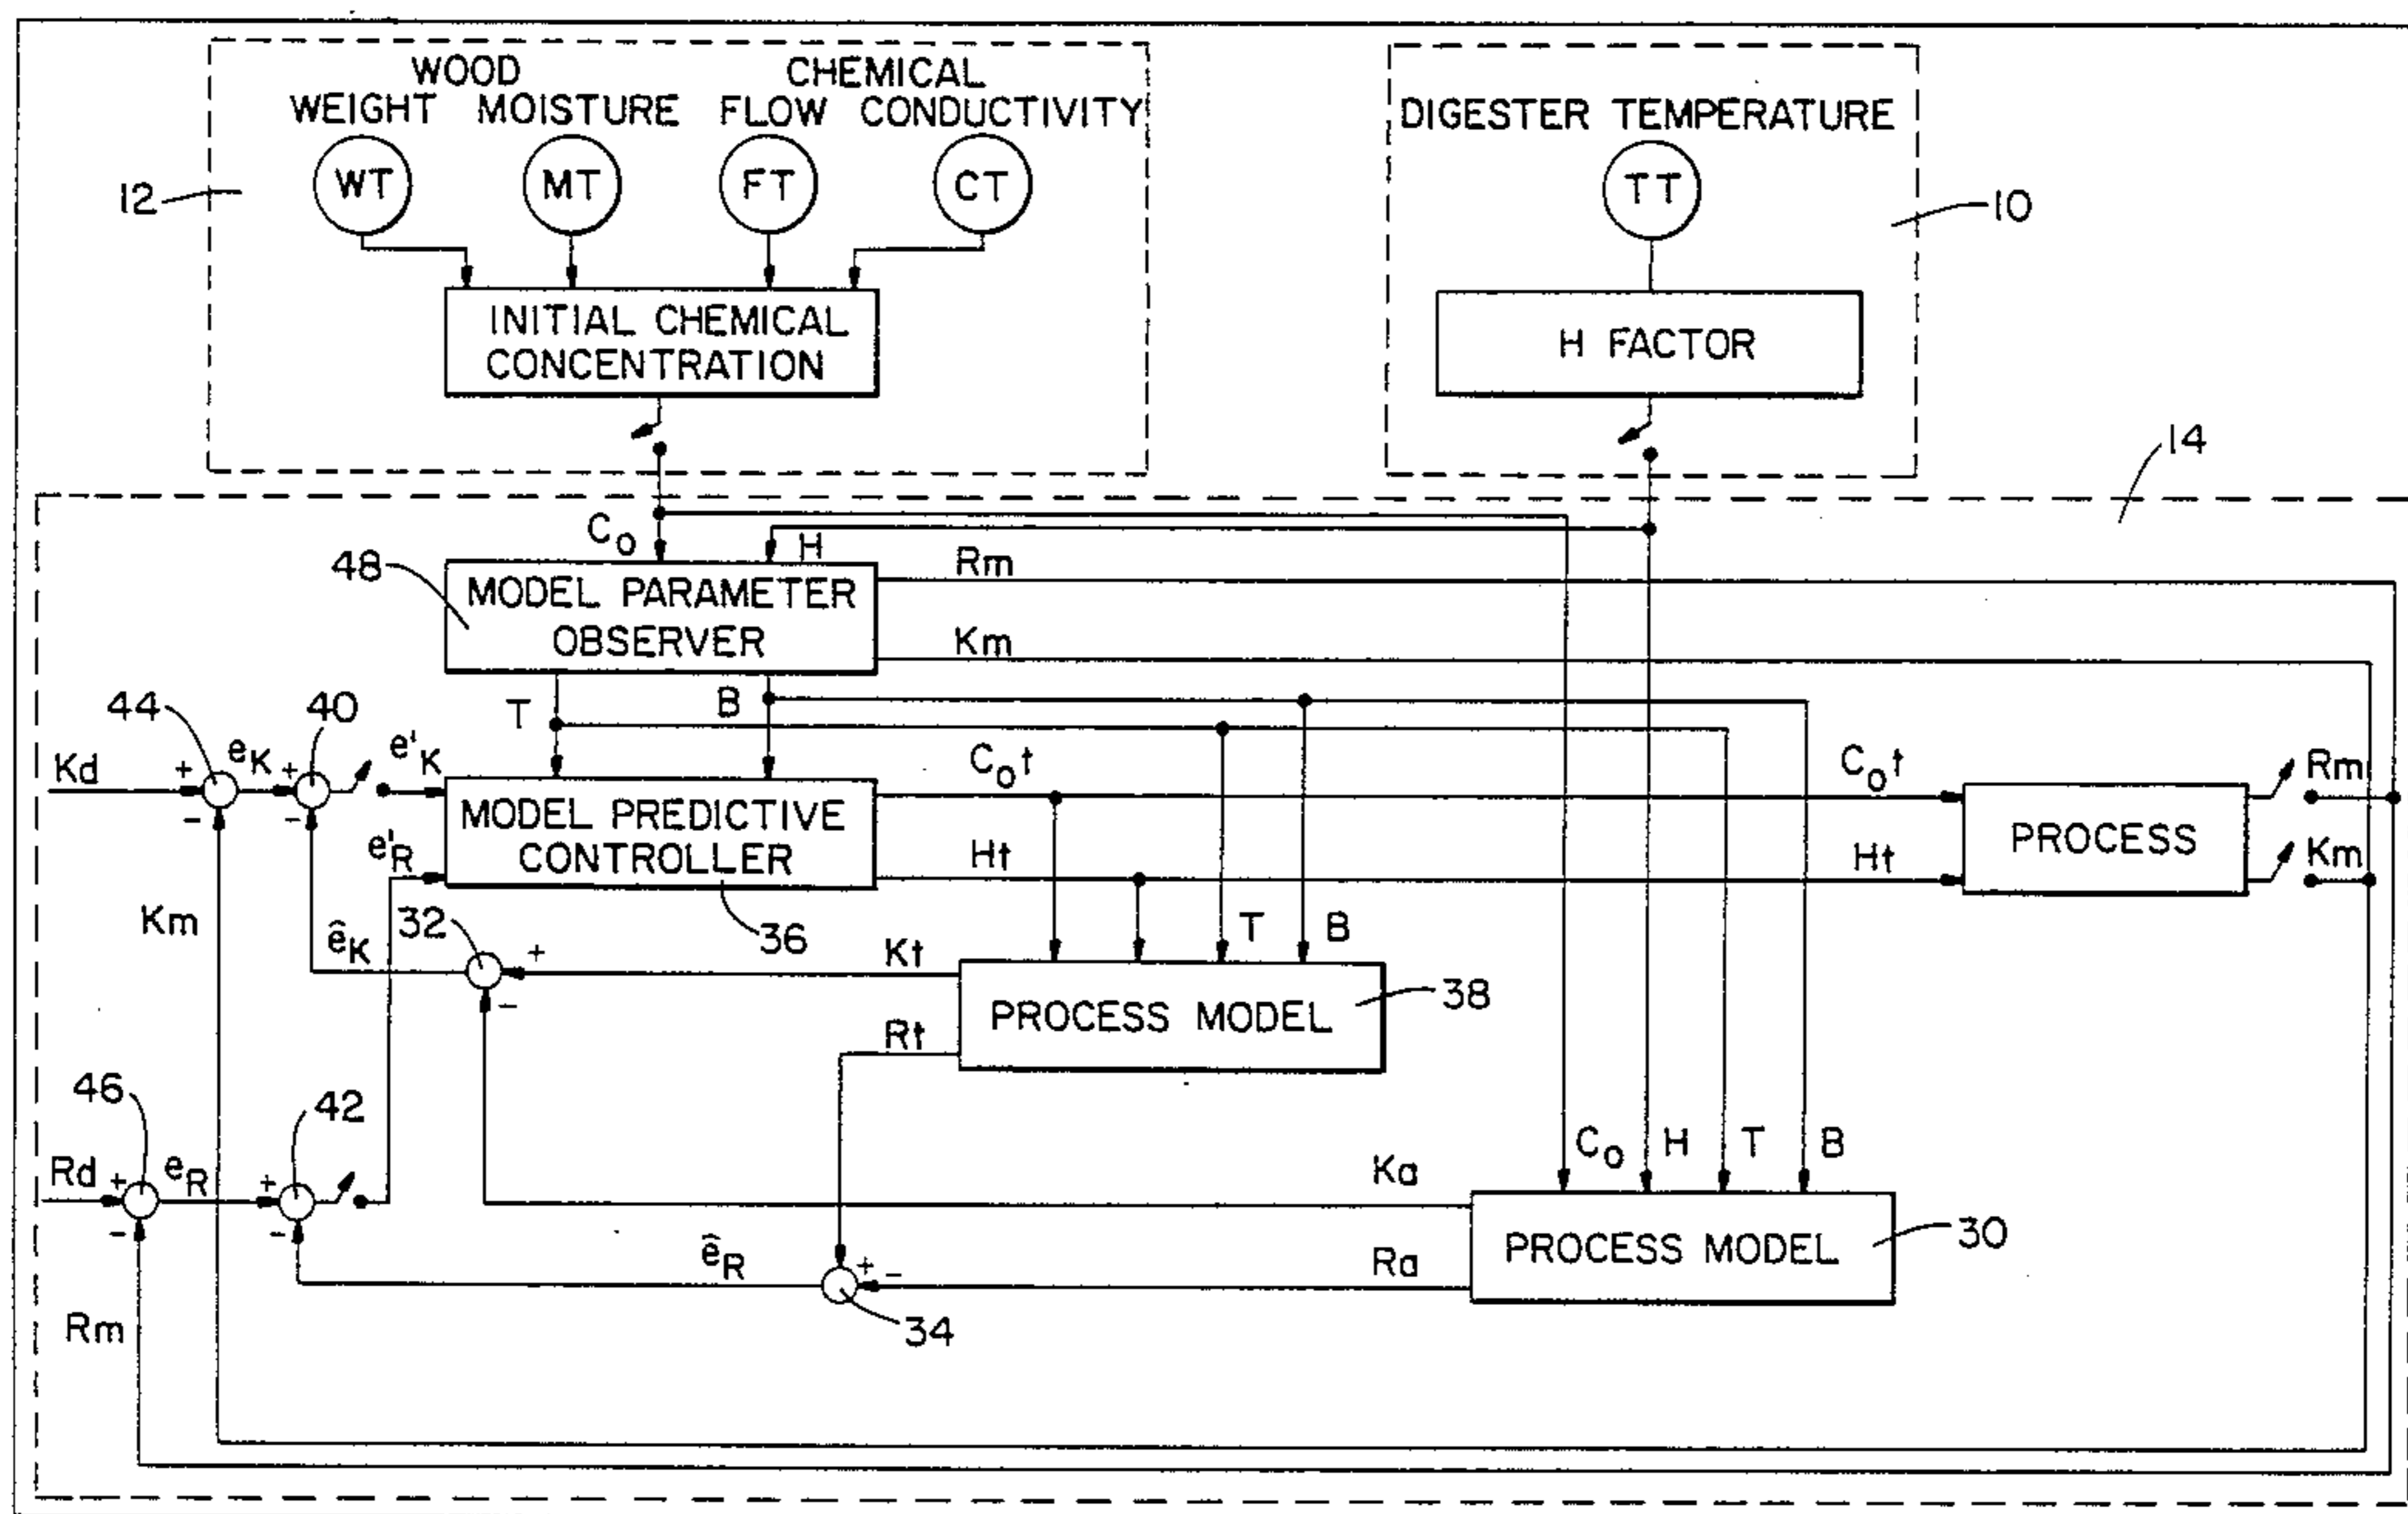 WOOD CHEMICAL
WEIGHT MOISTURE FLOW CONDUCTIVITY
DIGESTER TEMPERATURE
WT MT FT CT
TT
12
10
INITIAL CHEMICAL
CONCENTRATION
H FACTOR
14
Co H
48
Rm
MODEL PARAMETER
OBSERVER
Km
T B
44 40
Kd + eK + e'K
- -
Cot Cot Rm
MODEL PREDICTIVE
CONTROLLER
PROCESS
e'R Ht Ht Km
36
Km
32
T B
êK + Kt
-
PROCESS MODEL
38
Rt
46 42
Co H T B
Rd + eR +
- -
Ka
PROCESS MODEL
30
êR + - Ra
34
Rm